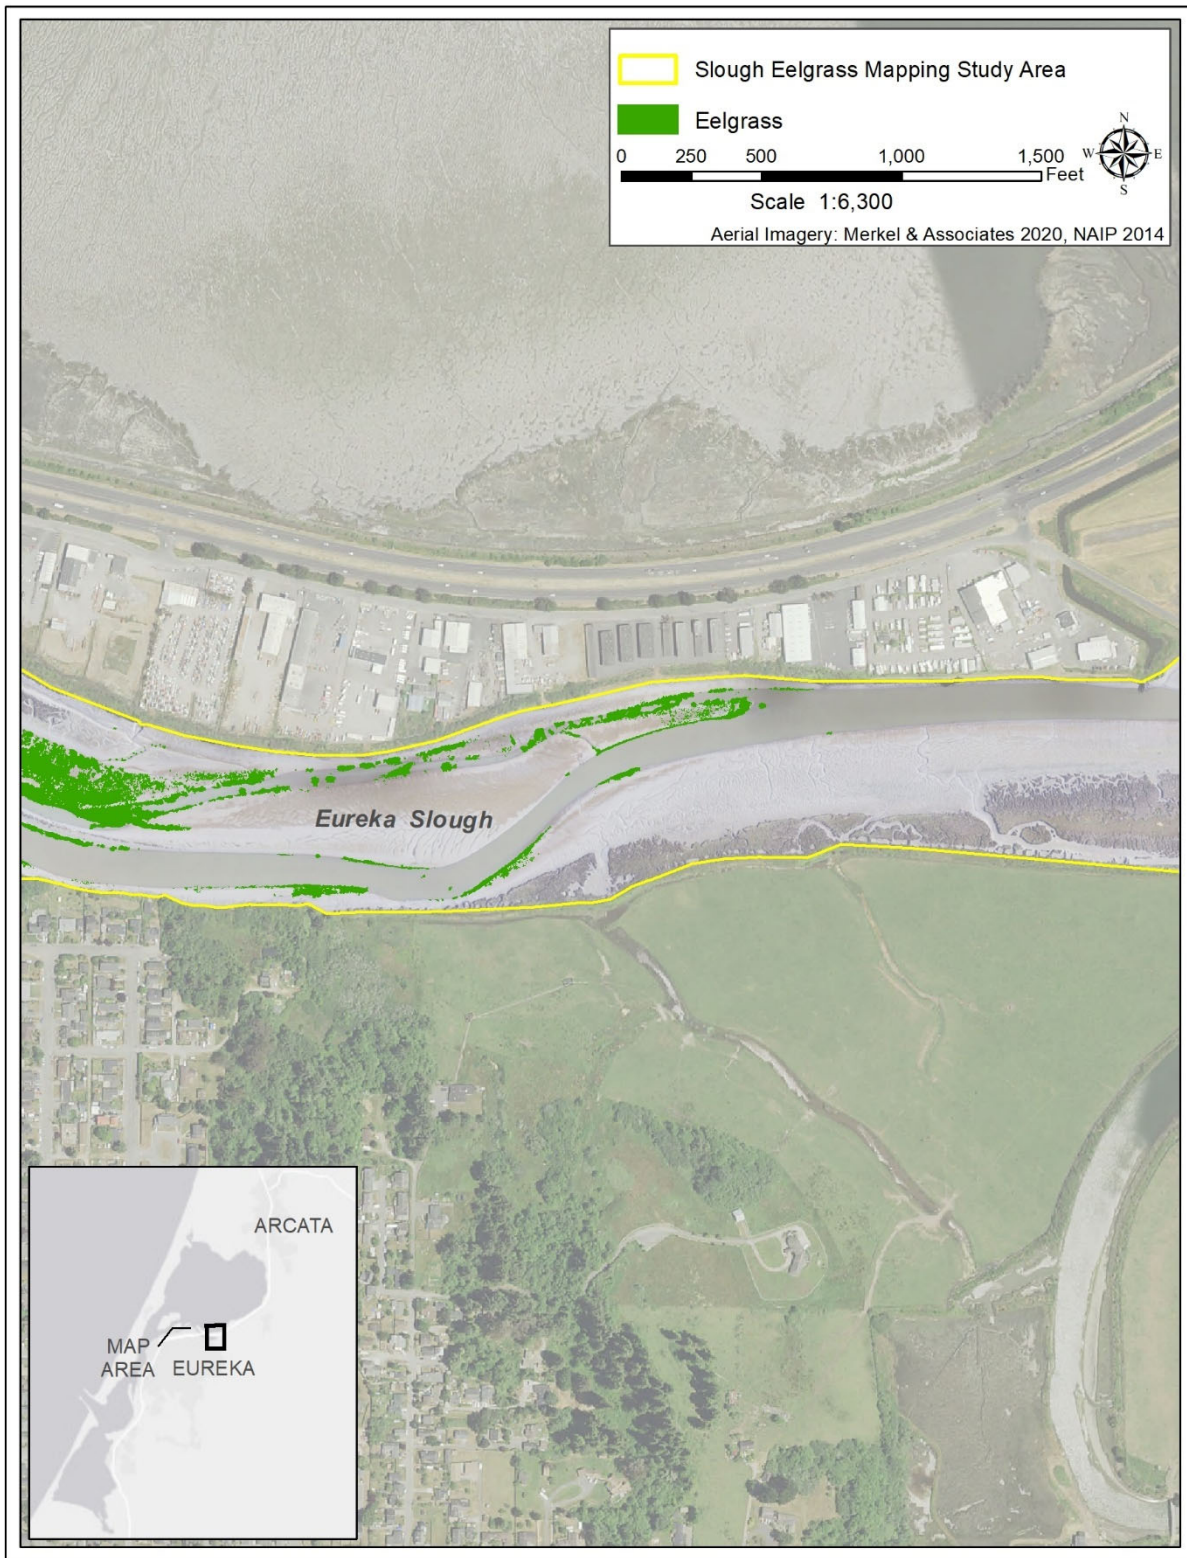 Slough Eelgrass Mapping Study Area
Eelgrass
N
W E
S
0 250 500 1,000 1,500
Feet
Scale 1:6,300
Aerial Imagery: Merkel & Associates 2020, NAIP 2014
Eureka Slough
ARCATA
MAP
AREA
EUREKA